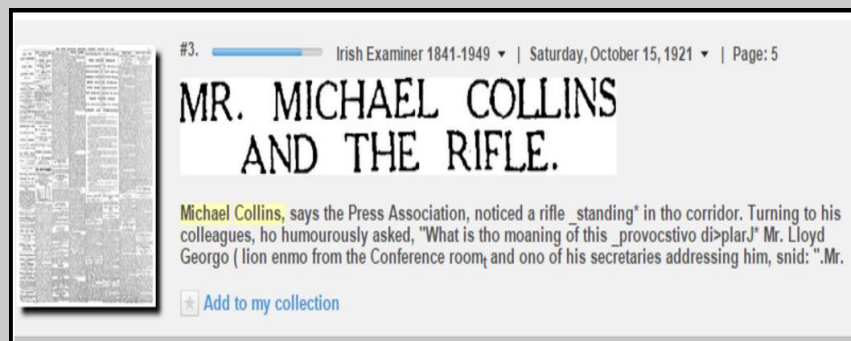 #3. Irish Examiner 1841-1949 | Saturday, October 15, 1921 | Page: 5
MR. MICHAEL COLLINS
AND THE RIFLE.
Michael Collins, says the Press Association, noticed a rifle _standing* in tho corridor. Turning to his
colleagues, ho humourously asked, "What is tho moaning of this _provocstivo di>plarJ* Mr. Lloyd
Georgo ( lion enmo from the Conference room, and ono of his secretaries addressing him, snid: ".Mr.
Add to my collection